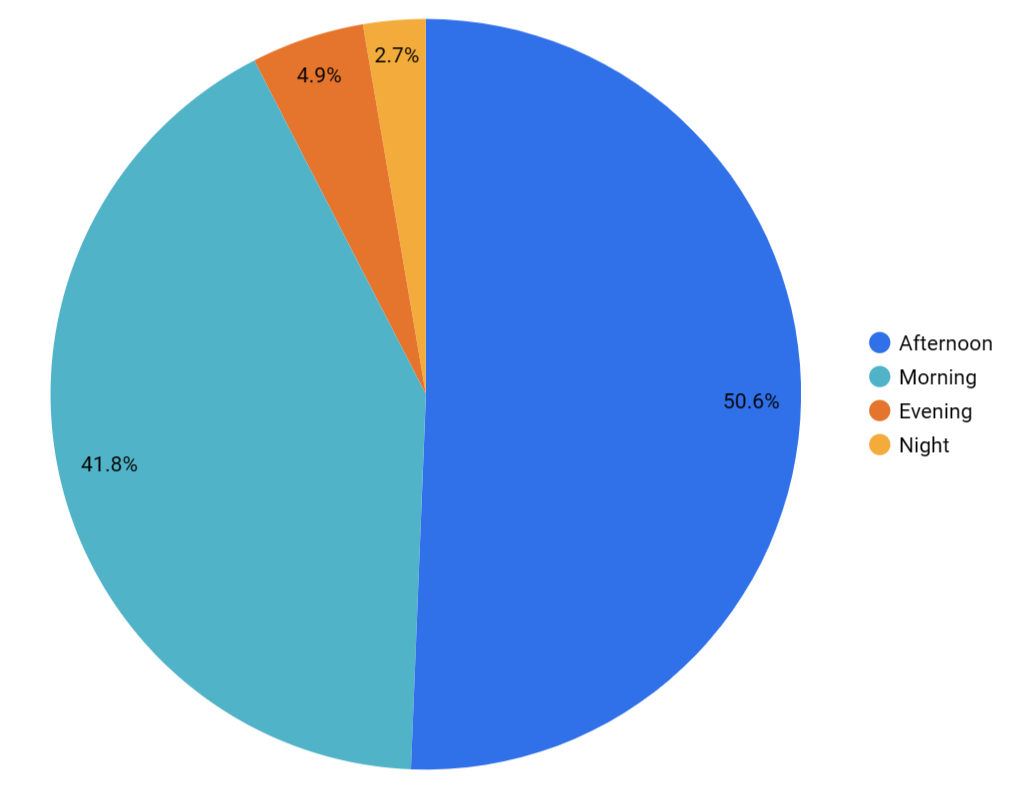 2.7%
4.9%
50.6%
41.8%
Afternoon
Morning
Evening
Night